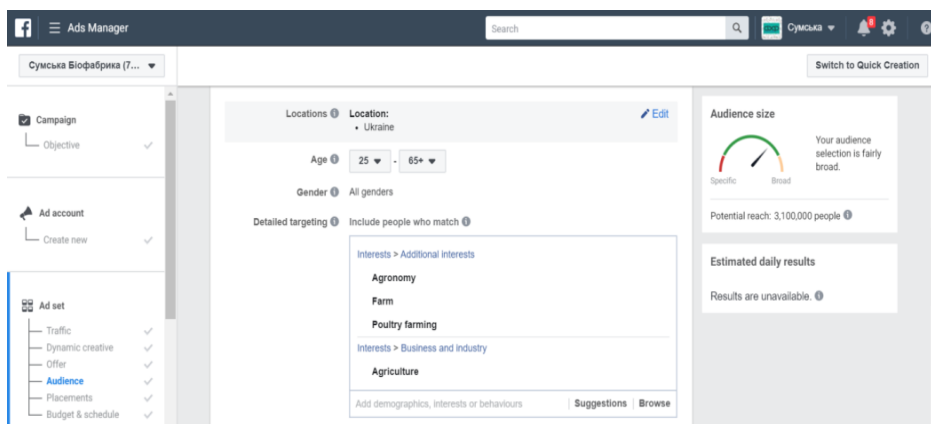 f Ads Manager Search Сумська 8
Сумська Біофабрика (7... Switch to Quick Creation
Campaign
Objective
Ad account
Create new
Ad set
Traffic
Dynamic creative
Offer
Audience
Placements
Budget & schedule
Locations Location: Edit
• Ukraine
Age 25 - 65+
Gender All genders
Detailed targeting Include people who match
Interests > Additional interests
Agronomy
Farm
Poultry farming
Interests > Business and industry
Agriculture
Add demographics, interests or behaviours Suggestions Browse
Audience size
Your audience
selection is fairly
broad.
Specific Broad
Potential reach: 3,100,000 people
Estimated daily results
Results are unavailable.